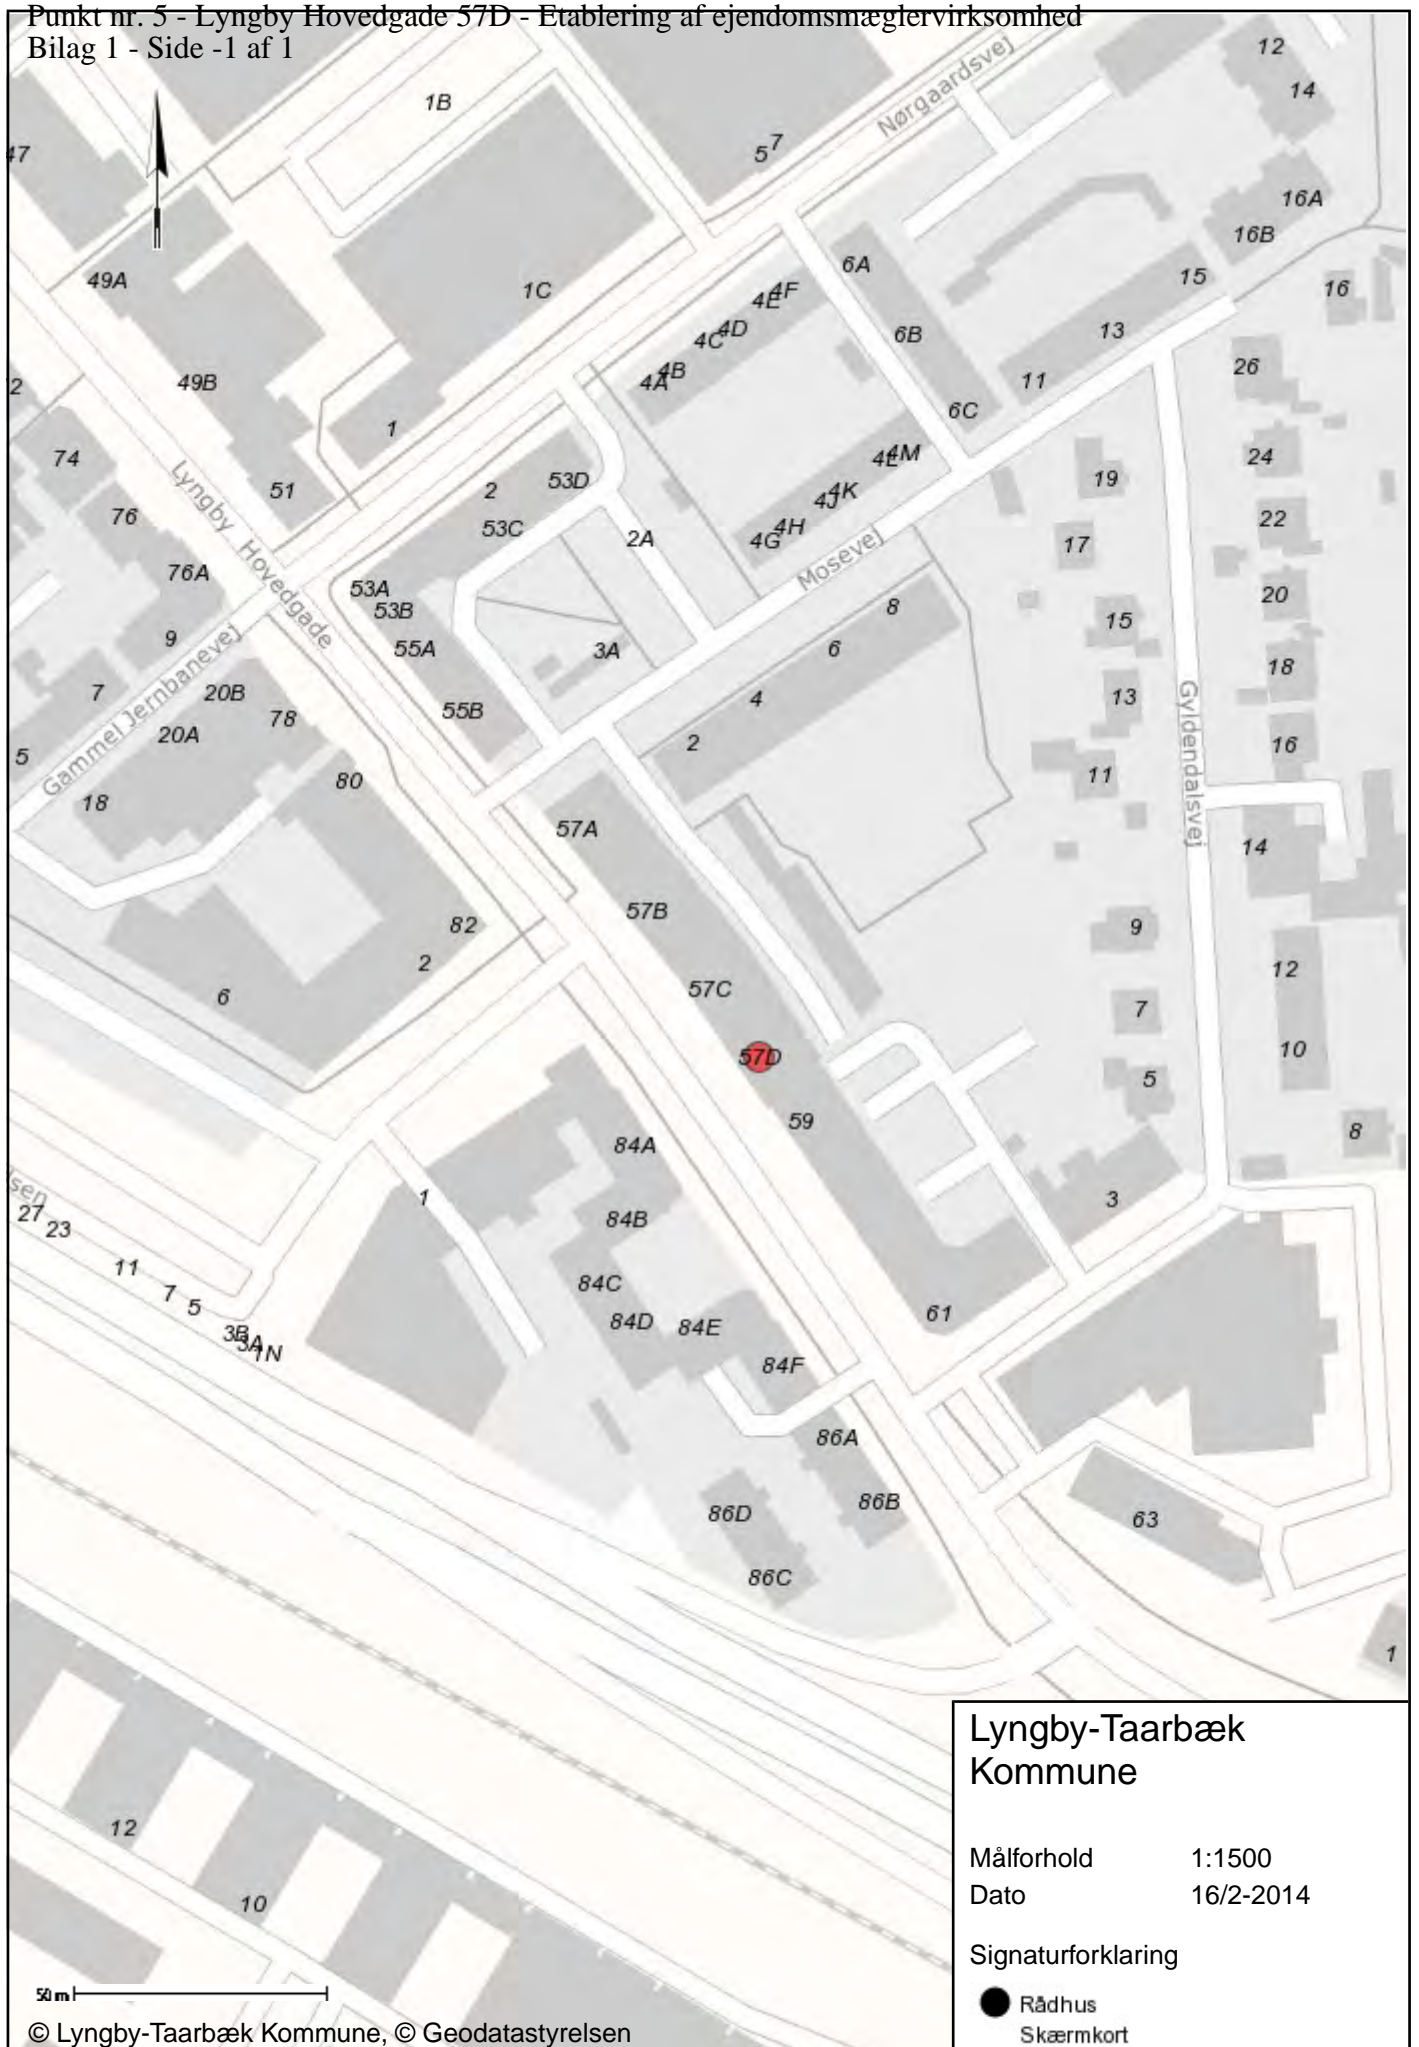 Punkt nr. 5 - Lyngby Hovedgade 57D - Etablering af ejendomsmæglervirksomhed
Bilag 1 - Side -1 af 1
12
14
1B
Nørgaardsvej
47
5
7
16A
16B
49A
1C
6A
4F
4E
15
16
4D
4C
6B
13
49B
4B
4A
11
26
2
6C
1
74
4M
4L
24
Lyngby Hovedgade
51
2
53D
4K
4J
19
76
53C
4H
4G
2A
22
17
Mosevej
76A
53A
53B
8
20
9
55A
3A
6
15
7
20B
55B
4
13
18
Gammel Jernbanevej
20A
78
2
Gyldendalsvej
16
5
80
11
18
57A
14
57B
82
9
2
57C
12
6
7
57D
10
5
59
84A
8
sen
27
23
1
84B
3
11
84C
7
5
84D
84E
61
3B
3A
1N
84F
86A
86D
86B
63
86C
1
12
10
50 m
© Lyngby-Taarbæk Kommune, © Geodatastyrelsen
Lyngby-Taarbæk
Kommune
Målforhold 1:1500
Dato 16/2-2014
Signaturforklaring
Rådhus
Skærmkort